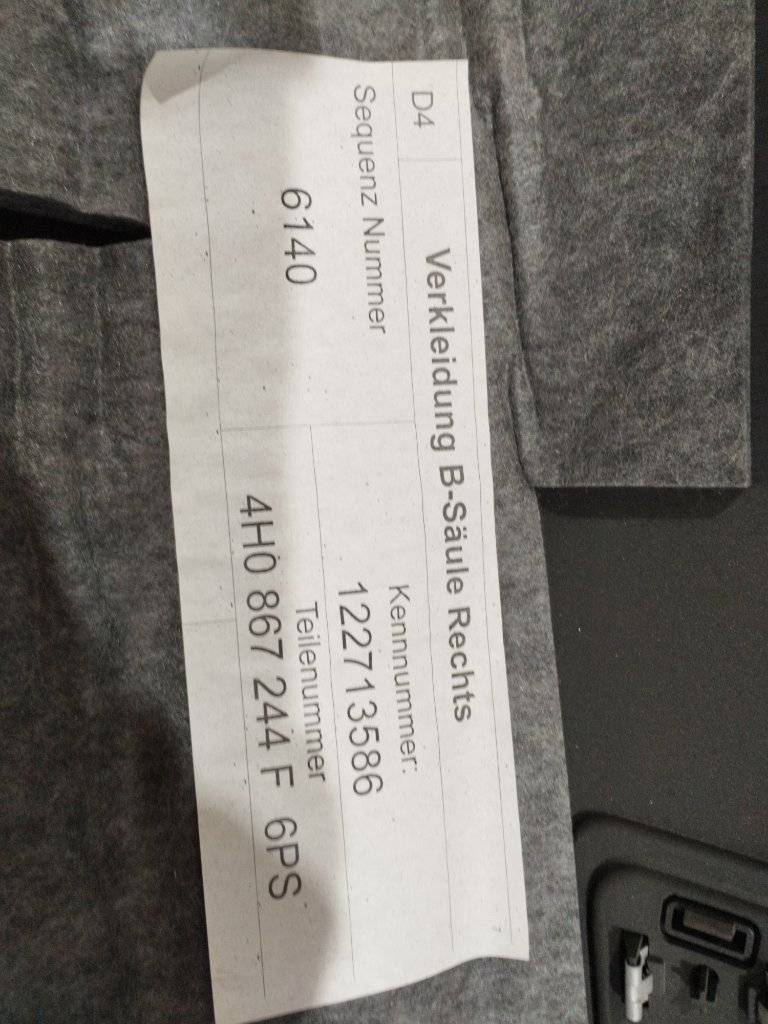 D4
Verkleidung B-Säule Rechts
Sequenz Nummer
6140
Kennnummer:
122713586
Teilenummer
4H0 867 244 F 6PS